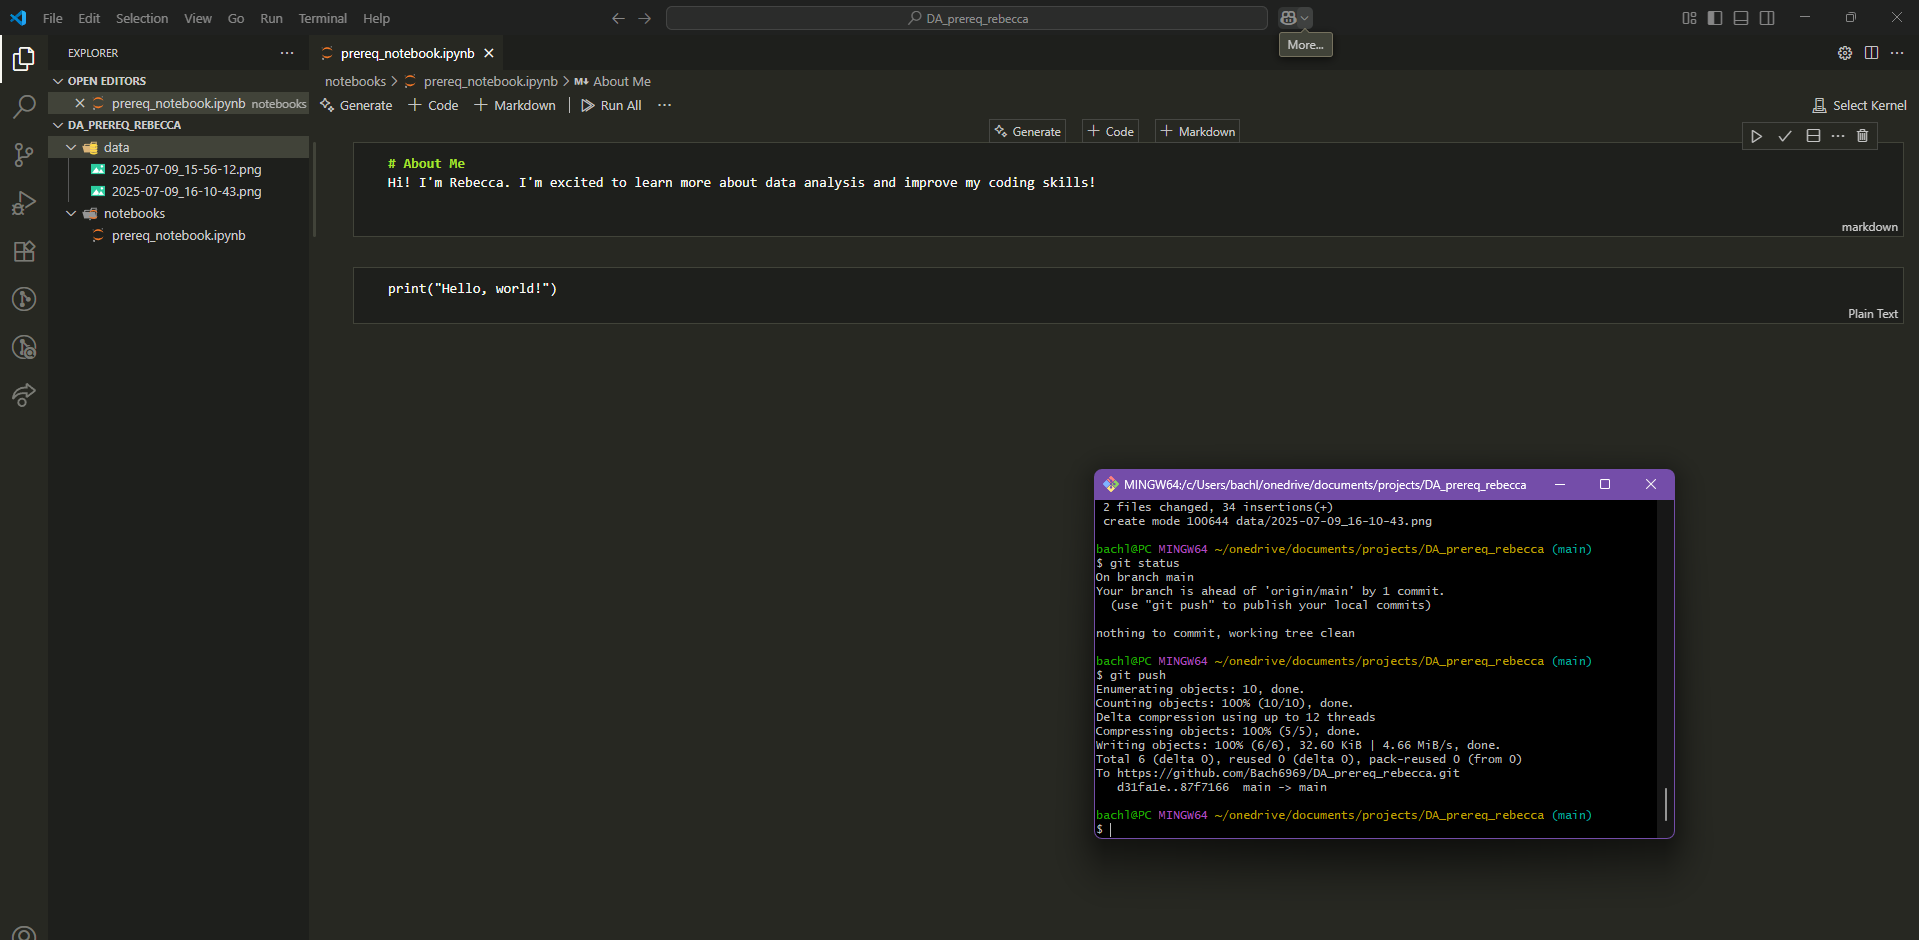 File Edit Selection View Go Run Terminal Help
DA_prereq_rebecca
More...
EXPLORER
OPEN EDITORS
prereq_notebook.ipynb notebooks
DA_PREREQ_REBECCA
data
2025-07-09_15-56-12.png
2025-07-09_16-10-43.png
notebooks
prereq_notebook.ipynb
prereq_notebook.ipynb
notebooks > prereq_notebook.ipynb > M↓ About Me
Generate + Code + Markdown | Run All ...
Select Kernel
Generate + Code + Markdown
# About Me
Hi! I'm Rebecca. I'm excited to learn more about data analysis and improve my coding skills!
markdown
print("Hello, world!")
Plain Text
MINGW64:/c/Users/bachl/onedrive/documents/projects/DA_prereq_rebecca
2 files changed, 34 insertions(+)
create mode 100644 data/2025-07-09_16-10-43.png
bachl@PC MINGW64 ~/onedrive/documents/projects/DA_prereq_rebecca (main)
$ git status
On branch main
Your branch is ahead of 'origin/main' by 1 commit.
(use "git push" to publish your local commits)
nothing to commit, working tree clean
bachl@PC MINGW64 ~/onedrive/documents/projects/DA_prereq_rebecca (main)
$ git push
Enumerating objects: 10, done.
Counting objects: 100% (10/10), done.
Delta compression using up to 12 threads
Compressing objects: 100% (5/5), done.
Writing objects: 100% (6/6), 32.60 KiB | 4.66 MiB/s, done.
Total 6 (delta 0), reused 0 (delta 0), pack-reused 0 (from 0)
To https://github.com/Bach6969/DA_prereq_rebecca.git
d31fa1e..87f7166 main -> main
bachl@PC MINGW64 ~/onedrive/documents/projects/DA_prereq_rebecca (main)
$